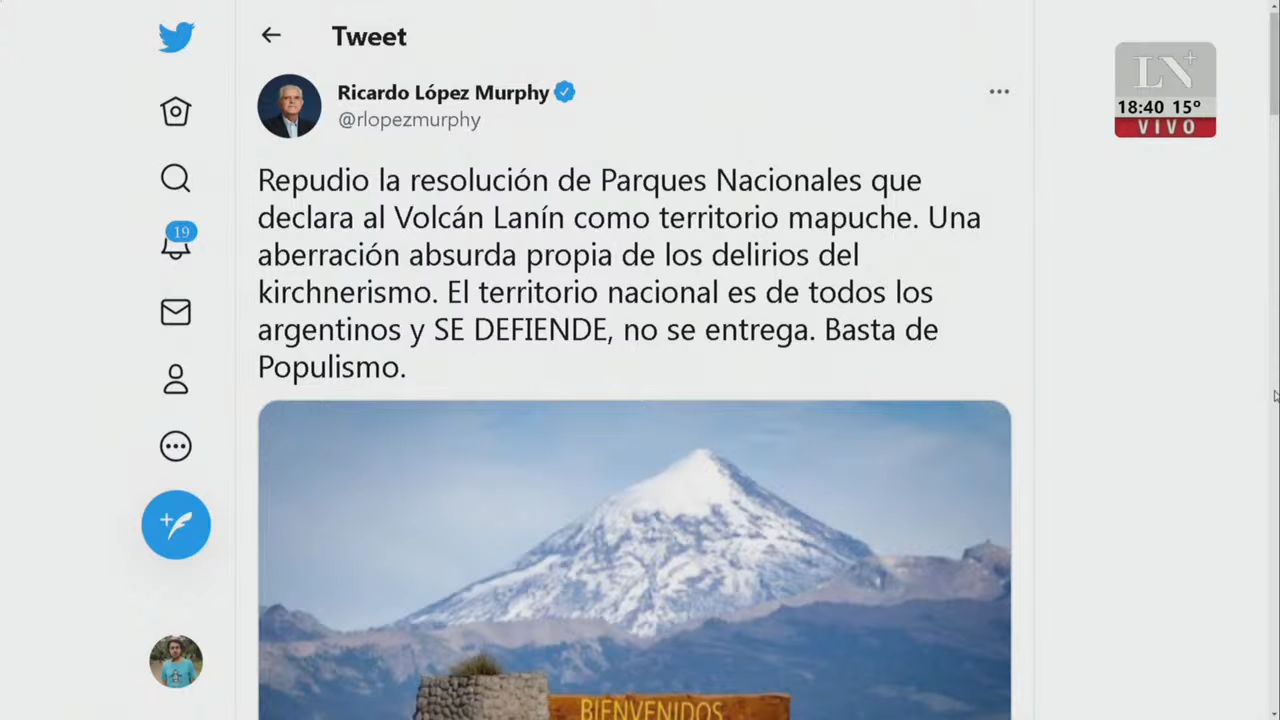 Tweet
Ricardo López Murphy
@rlopezmurphy
LN+
18:40 15º
VIVO
19
Repudio la resolución de Parques Nacionales que
declara al Volcán Lanín como territorio mapuche. Una
aberración absurda propia de los delirios del
kirchnerismo. El territorio nacional es de todos los
argentinos y SE DEFIENDE, no se entrega. Basta de
Populismo.
BIENVENIDOS